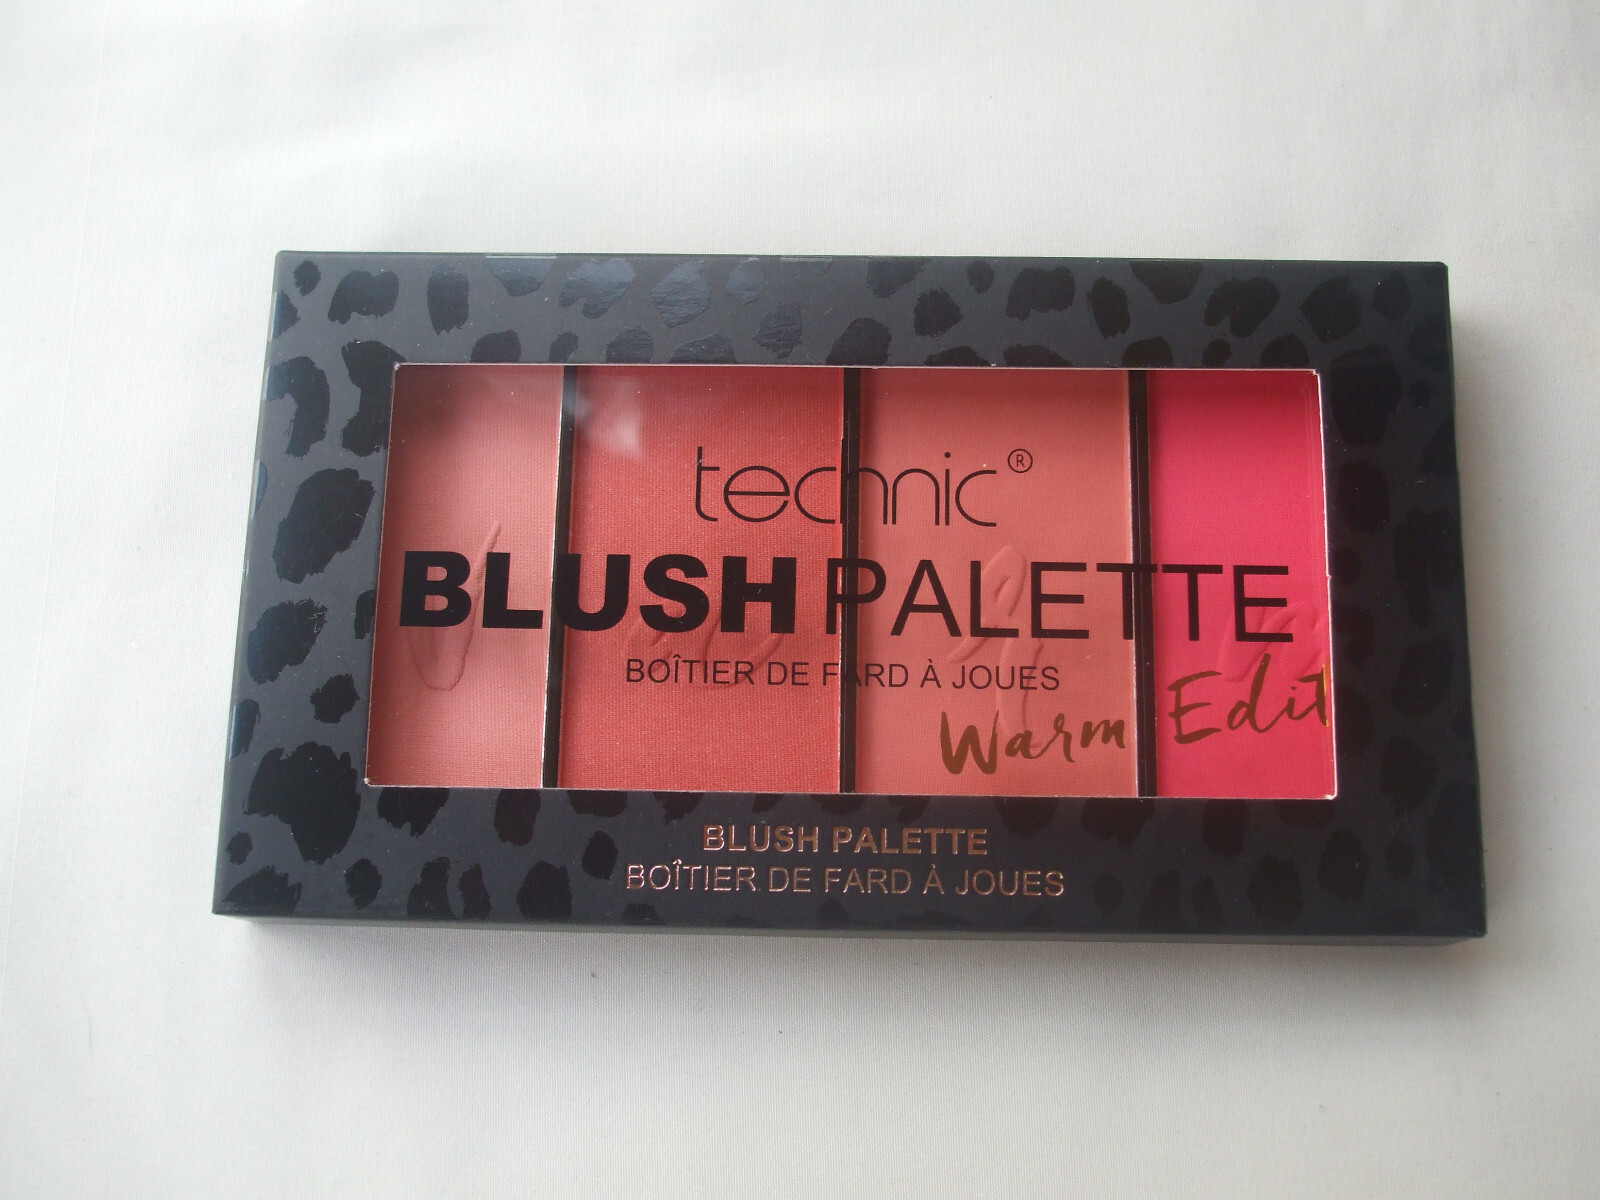 technic®
BLUSH PALETTE
BOÎTIER DE FARD À JOUES
Warm Edit
BLUSH PALETTE
BOÎTIER DE FARD À JOUES